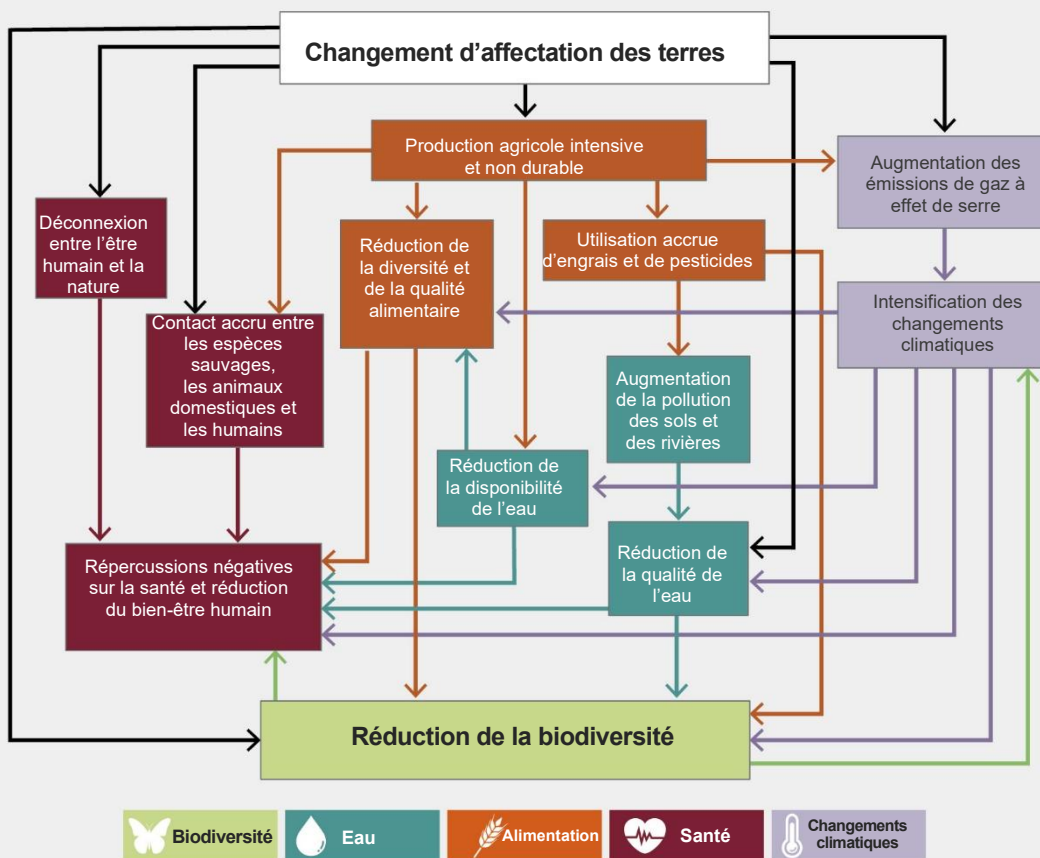 Changement d'affectation des terres
Production agricole intensive
et non durable
Augmentation des
émissions de gaz à
effet de serre
Déconnexion
entre l'être
humain et la
nature
Réduction de
la diversité et
de la qualité
alimentaire
Utilisation accrue
d'engrais et de pesticides
Intensification des
changements
climatiques
Contact accru entre
les espèces
sauvages,
les animaux
domestiques et
les humains
Augmentation
de la pollution
des sols et
des rivières
Réduction de
la disponibilité
de l'eau
Répercussions négatives
sur la santé et réduction
du bien-être humain
Réduction de
la qualité de
l'eau
Réduction de la biodiversité
Biodiversité
Eau
Alimentation
Santé
Changements
climatiques